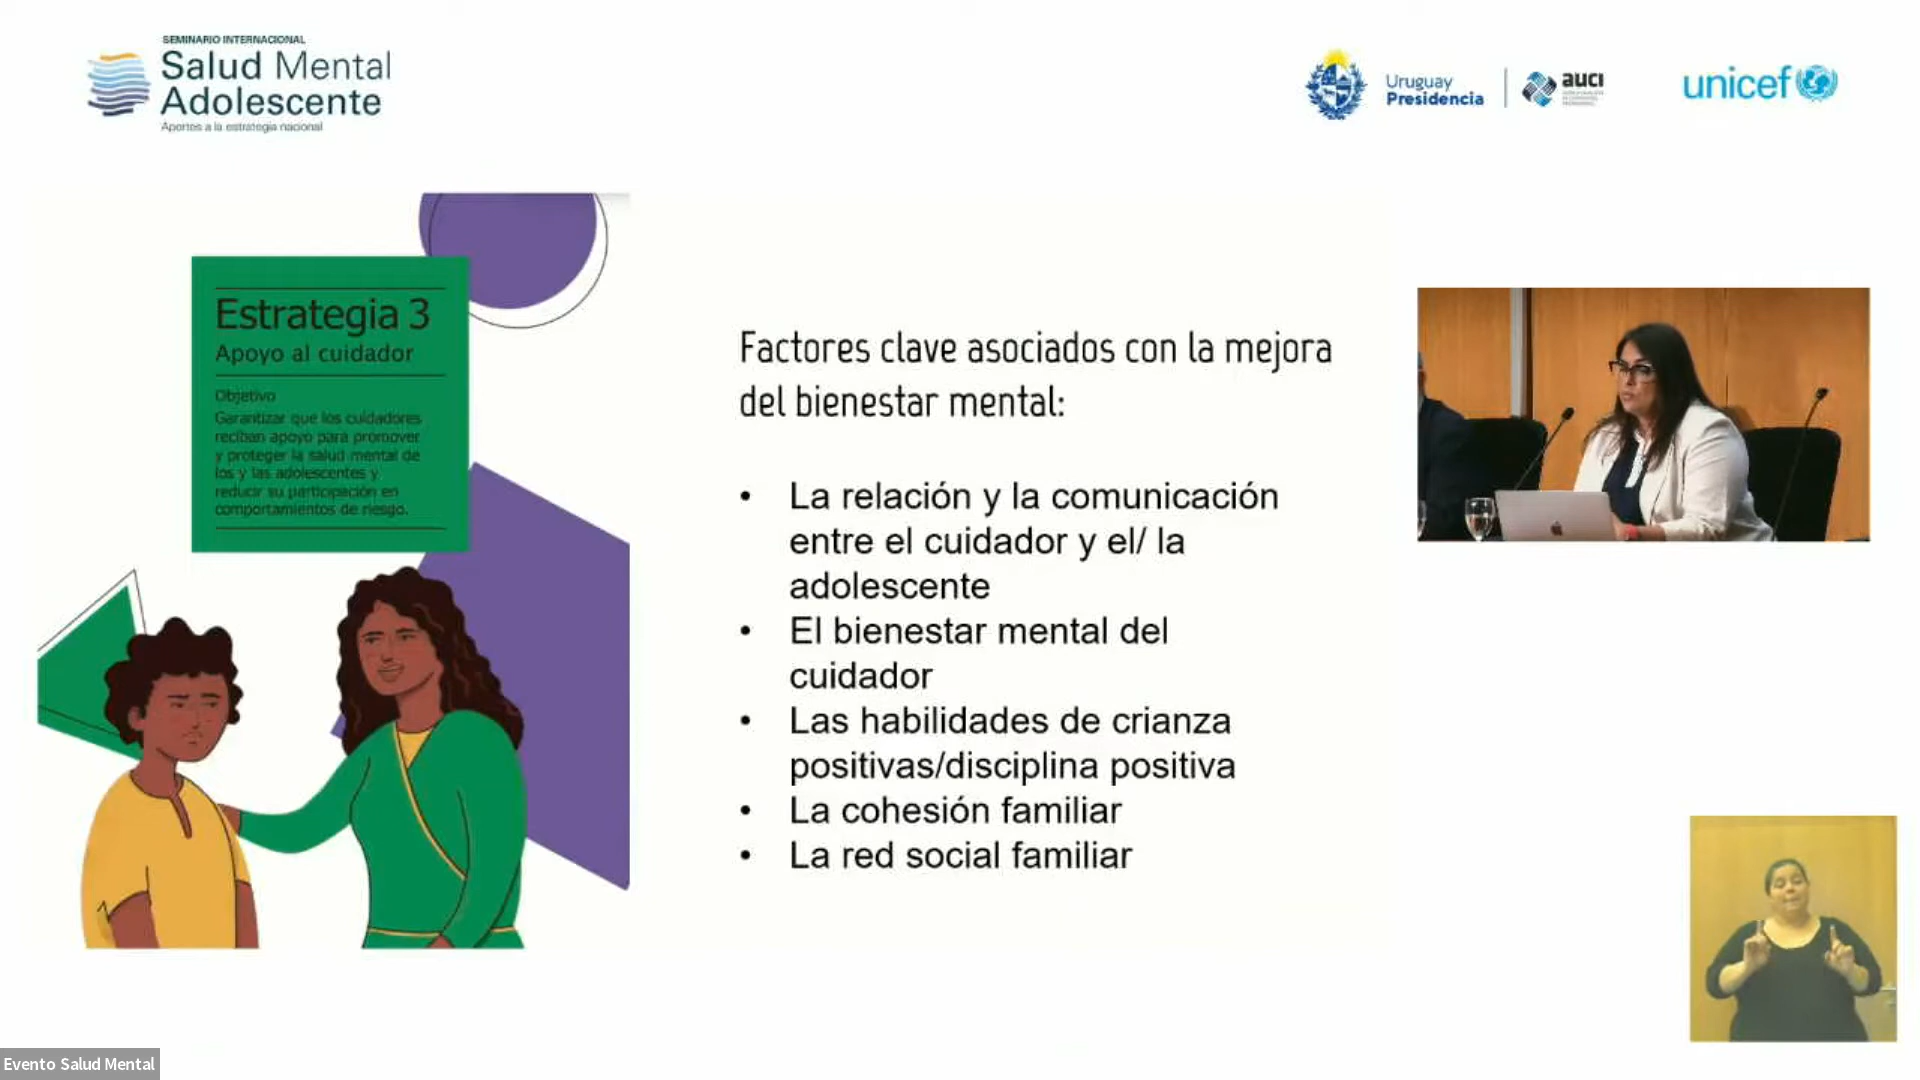 SEMINARIO INTERNACIONAL
Salud Mental
Adolescente
Aportes a la estrategia nacional
Uruguay
Presidencia
auci
unicef
Estrategia 3
Apoyo al cuidador
Objetivo
Garantizar que los cuidadores
reciban apoyo para promover
y proteger la salud mental de
los y las adolescentes y
reducir su participación en
comportamientos de riesgo.
Factores clave asociados con la mejora
del bienestar mental:
• La relación y la comunicación
entre el cuidador y el/ la
adolescente
• El bienestar mental del
cuidador
• Las habilidades de crianza
positivas/disciplina positiva
• La cohesión familiar
• La red social familiar
Evento Salud Mental